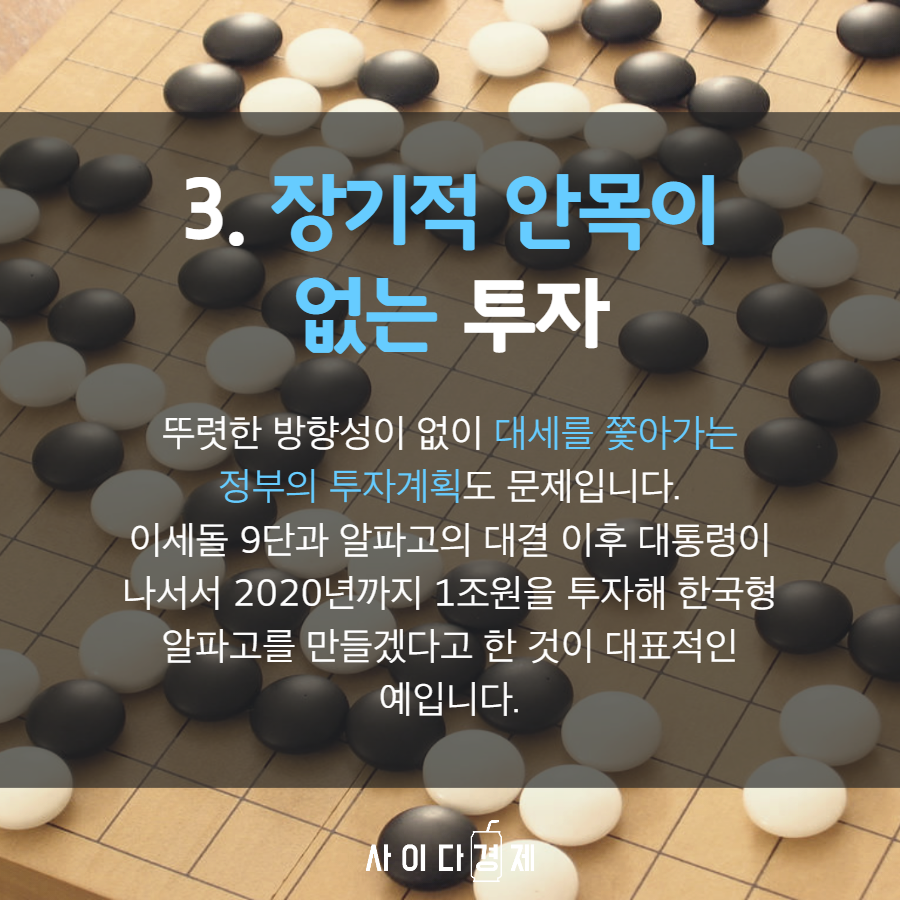 3. 장기적 안목이
없는 투자
뚜렷한 방향성이 없이 대세를 쫓아가는
정부의 투자계획도 문제입니다.
이세돌 9단과 알파고의 대결 이후 대통령이
나서서 2020년까지 1조원을 투자해 한국형
알파고를 만들겠다고 한 것이 대표적인
예입니다.
사이다경제